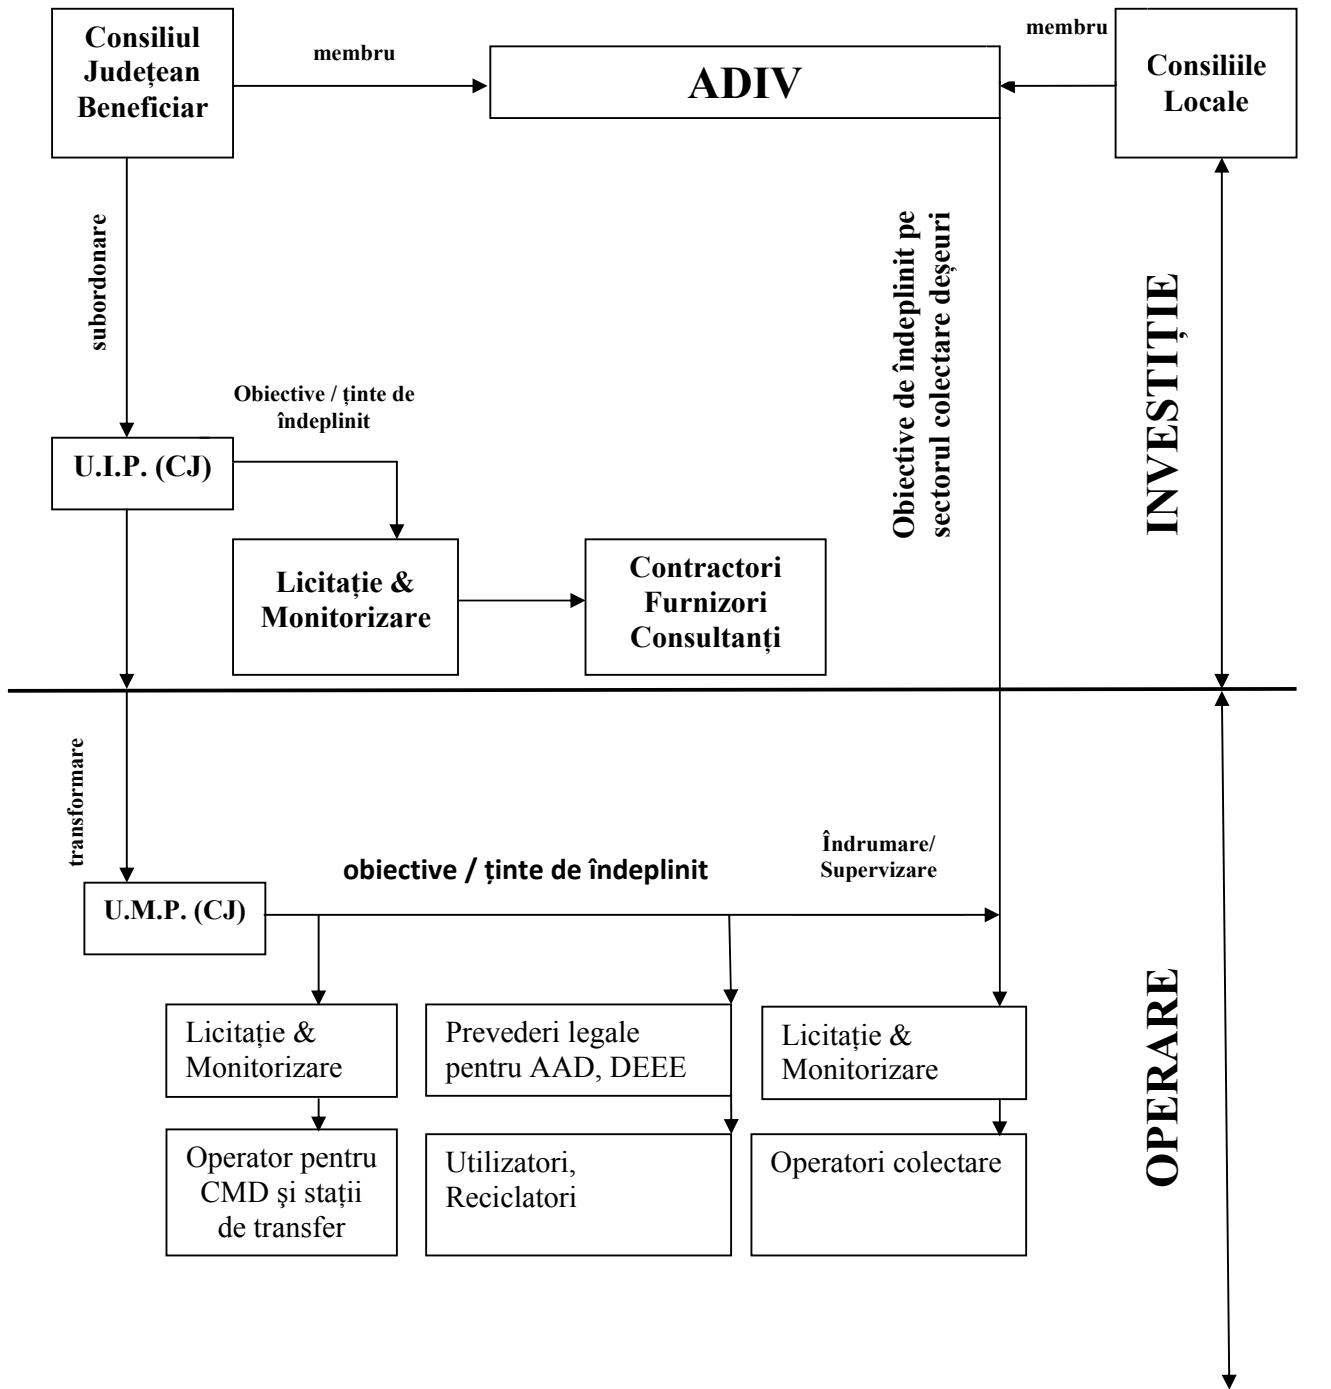 Consiliul
Județean
Beneficiar
membru
ADIV
membru
Consiliile
Locale
subordonare
Obiective de îndeplinit pe
sectorul colectare deșeuri
INVESTIȚIE
Obiective / ținte de
îndeplinit
U.I.P. (CJ)
Licitație &
Monitorizare
Contractori
Furnizori
Consultanți
transformare
obiective / ținte de îndeplinit
Îndrumare/
Supervizare
U.M.P. (CJ)
OPERARE
Licitație &
Monitorizare
Prevederi legale
pentru AAD, DEEE
Licitație &
Monitorizare
Operator pentru
CMD şi stații
de transfer
Utilizatori,
Reciclatori
Operatori colectare